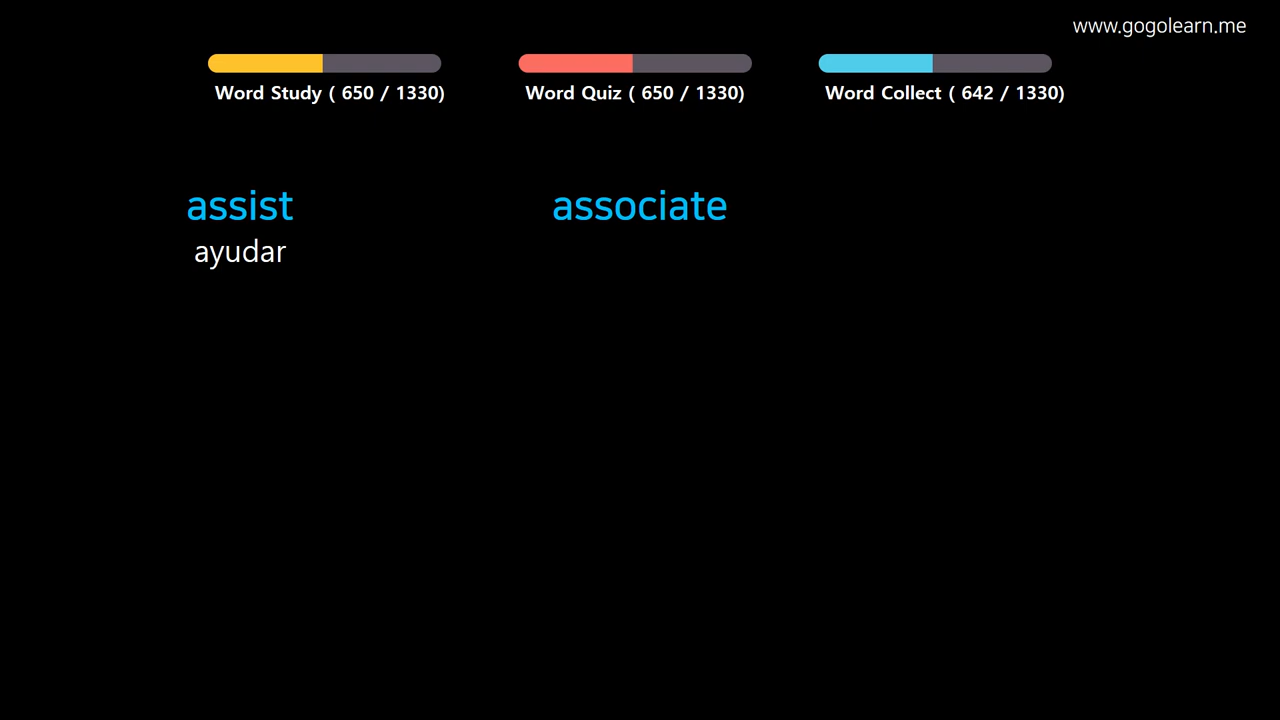 www.gogolearn.me
Word Study ( 650 / 1330)
Word Quiz ( 650 / 1330)
Word Collect ( 642 / 1330)
assist
ayudar
associate